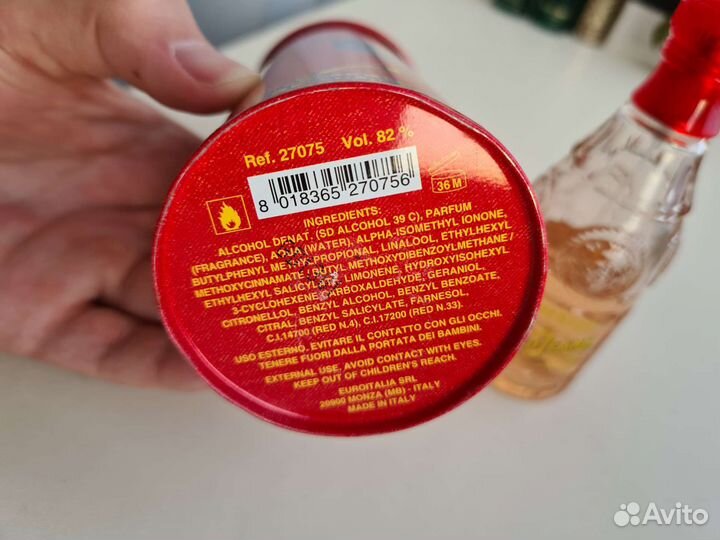 Ref. 27075 Vol. 82 %
8 018365 270756
36 M
INGREDIENTS:
ALCOHOL DENAT. (SD ALCOHOL 39 C), PARFUM
(FRAGRANCE), AQUA (WATER), ALPHA-ISOMETHYL IONONE,
BUTYLPHENYL METHYLPROPIONAL, LINALOOL, ETHYLHEXYL
METHOXYCINNAMATE, BUTYL METHOXYDIBENZOYLMETHANE /
ETHYLHEXYL SALICYLATE, LIMONENE, HYDROXYISOHEXYL
3-CYCLOHEXENE CARBOXALDEHYDE, GERANIOL,
CITRONELLOL, BENZYL ALCOHOL, BENZYL BENZOATE,
CITRAL, BENZYL SALICYLATE, FARNESOL,
C.I.14700 (RED N.4), C.I.17200 (RED N.33).
USO ESTERNO. EVITARE IL CONTATTO CON GLI OCCHI.
TENERE FUORI DALLA PORTATA DEI BAMBINI.
EXTERNAL USE. AVOID CONTACT WITH EYES.
KEEP OUT OF CHILDREN'S REACH.
EUROITALIA SRL
20900 MONZA (MB) - ITALY
MADE IN ITALY
Avito